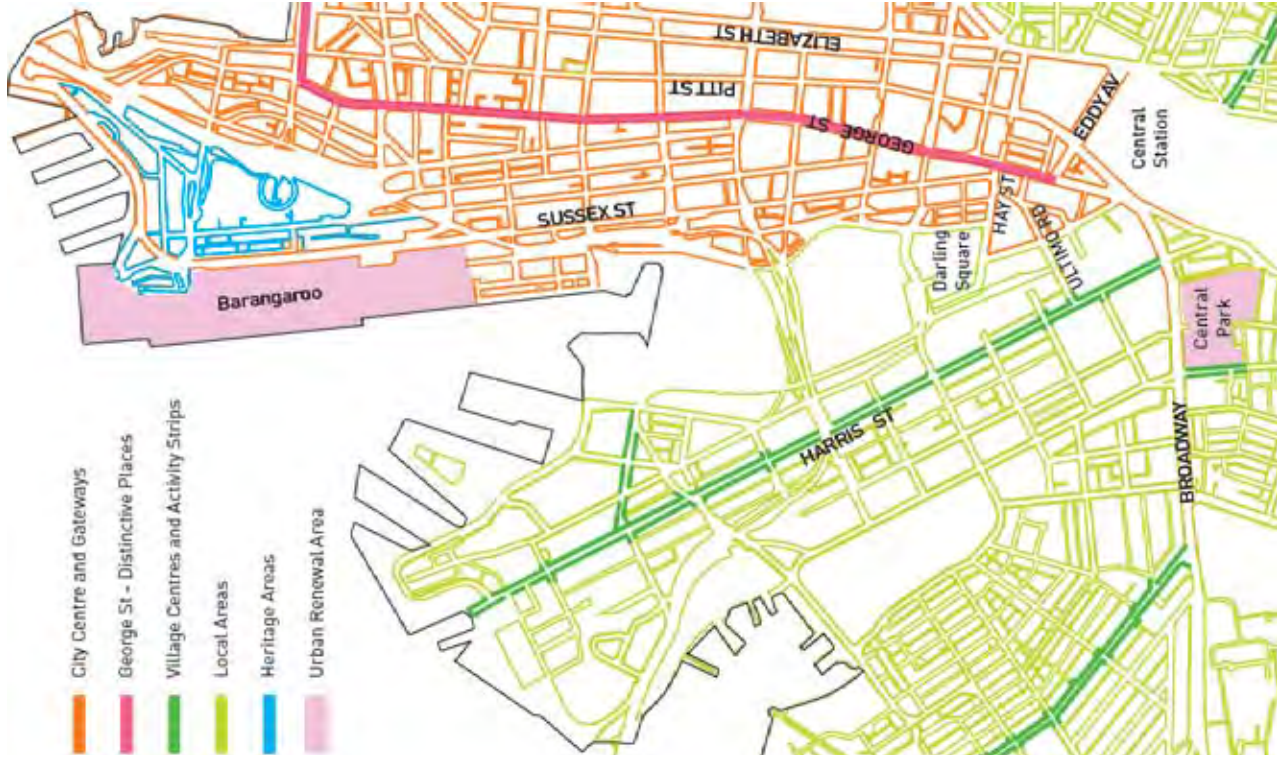 City Centre and Gateways
George St - Distinctive Places
Village Centres and Activity Strips
Local Areas
Heritage Areas
Urban Renewal Area
Barangaroo
SUSSEX ST
ELIZABETH ST
PITT ST
GEORGE ST
EDDY AV
Central
Station
HAY ST
ULTIMO RD
Darling
Square
HARRIS ST
BROADWAY
Central
Park